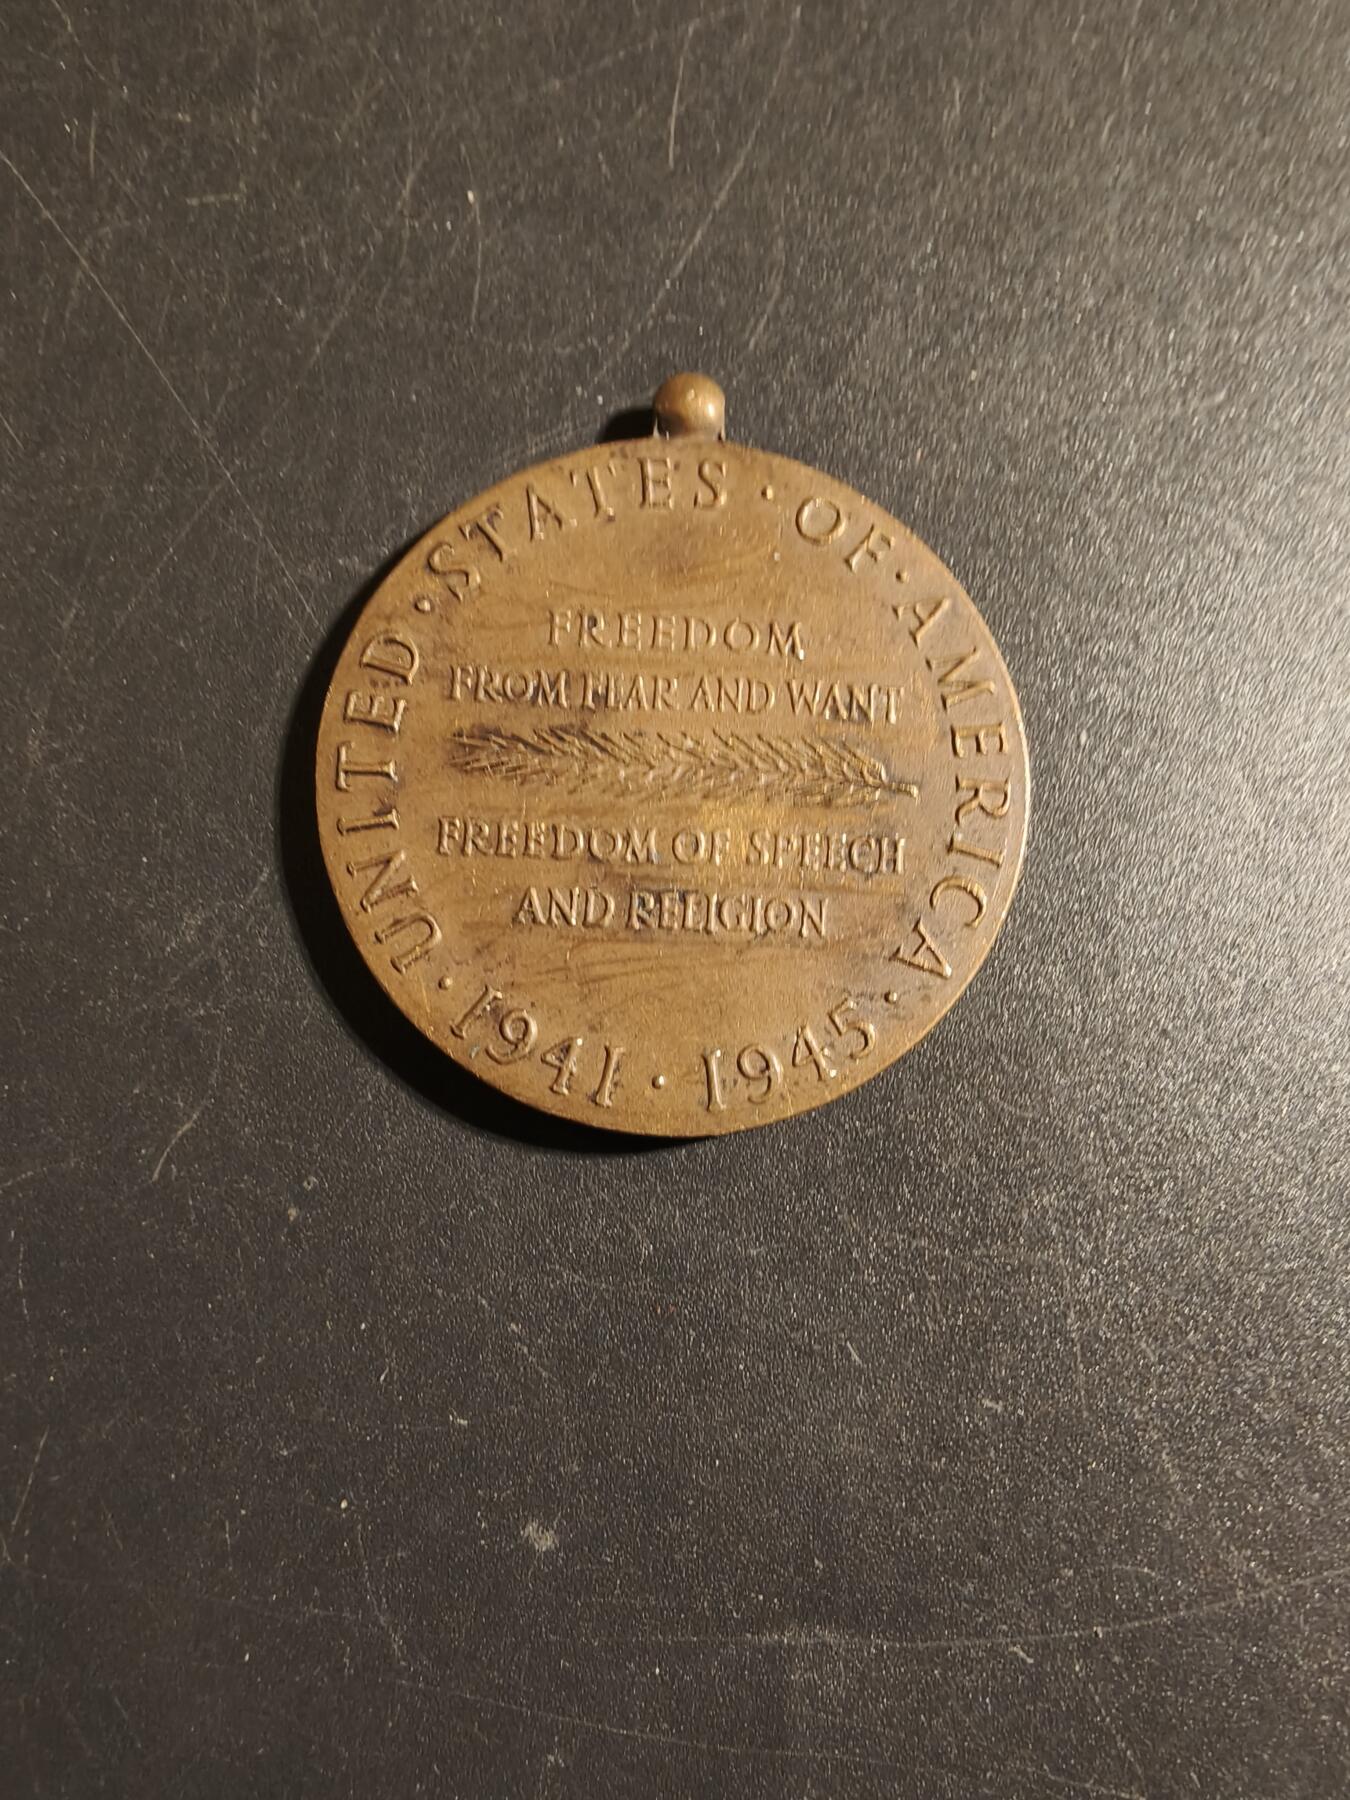 UNITED · STATES · OF · AMERICA ·
FREEDOM
FROM FEAR AND WANT
FREEDOM OF SPEECH
AND RELIGION
· 1941 · 1945 ·